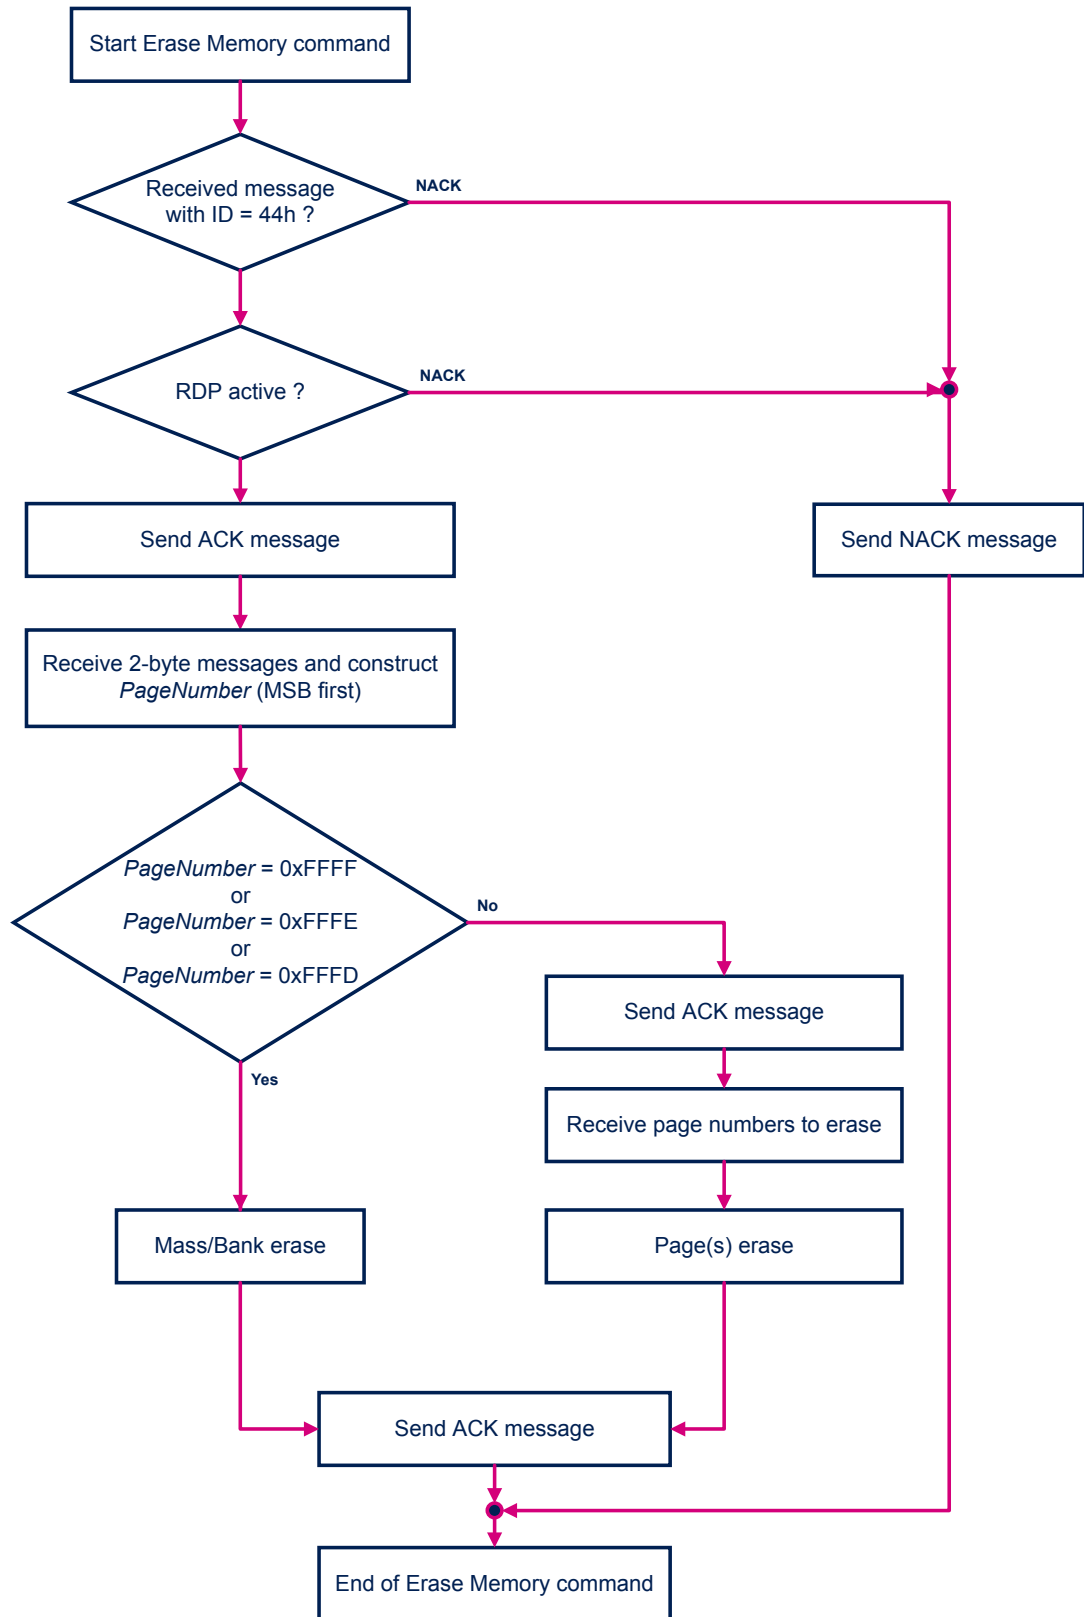 Start Erase Memory command
Received message
with ID = 44h ?
NACK
RDP active ?
NACK
Send ACK message
Send NACK message
Receive 2-byte messages and construct
PageNumber (MSB first)
PageNumber = 0xFFFF
or
PageNumber = 0xFFFE
or
PageNumber = 0xFFFD
No
Yes
Send ACK message
Receive page numbers to erase
Mass/Bank erase
Page(s) erase
Send ACK message
End of Erase Memory command